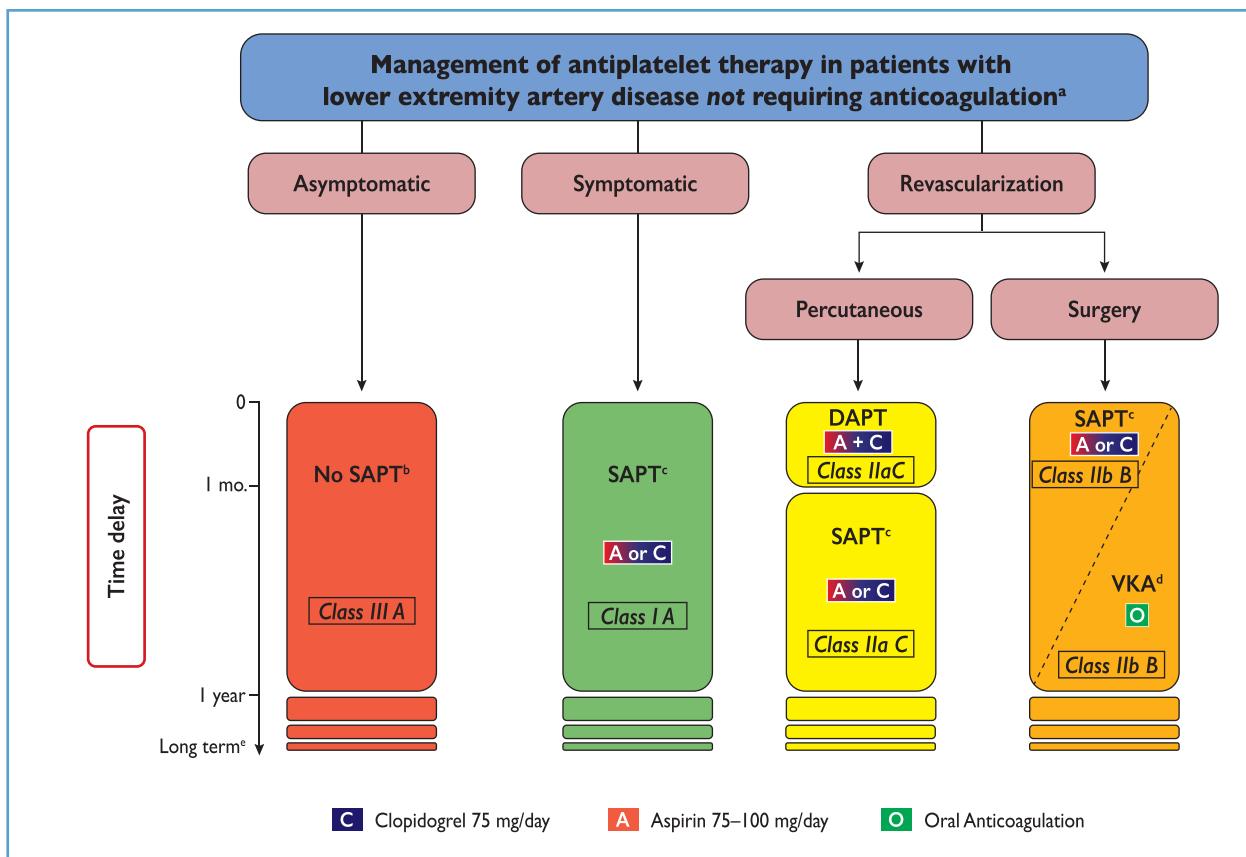 Management of antiplatelet therapy in patients with
lower extremity artery disease not requiring anticoagulationᵃ
Asymptomatic
Symptomatic
Revascularization
Percutaneous
Surgery
Time delay
0
1 mo.
1 year
Long termᵉ
No SAPTᵇ
Class III A
SAPTᶜ
A or C
Class I A
DAPT
A + C
Class IIaC
SAPTᶜ
A or C
Class IIa C
SAPTᶜ
A or C
Class IIb B
VKAᵈ
O
Class IIb B
C Clopidogrel 75 mg/day
A Aspirin 75–100 mg/day
O Oral Anticoagulation